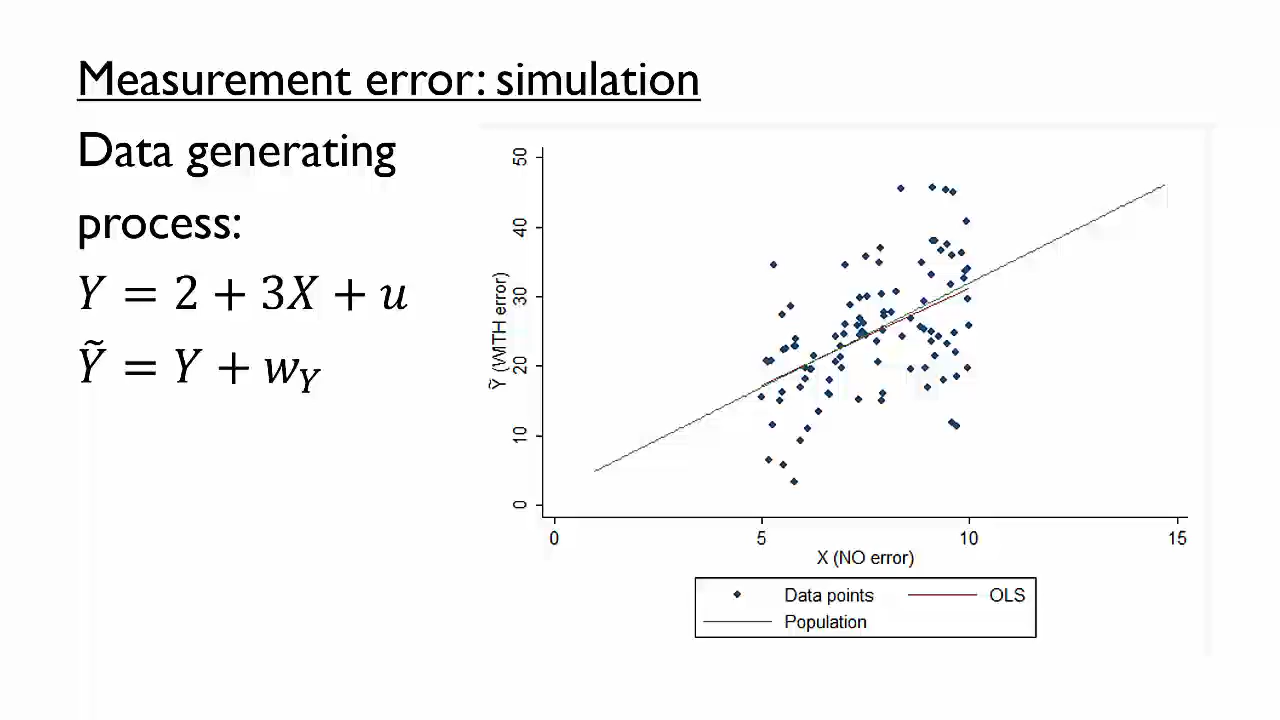 Measurement error: simulation
Data generating
process:
Y = 2 + 3X + u
Ỹ = Y + w_Y
Ỹ (WITH error)
50
40
30
20
10
0
0 5 10 15
X (NO error)
Data points OLS
Population